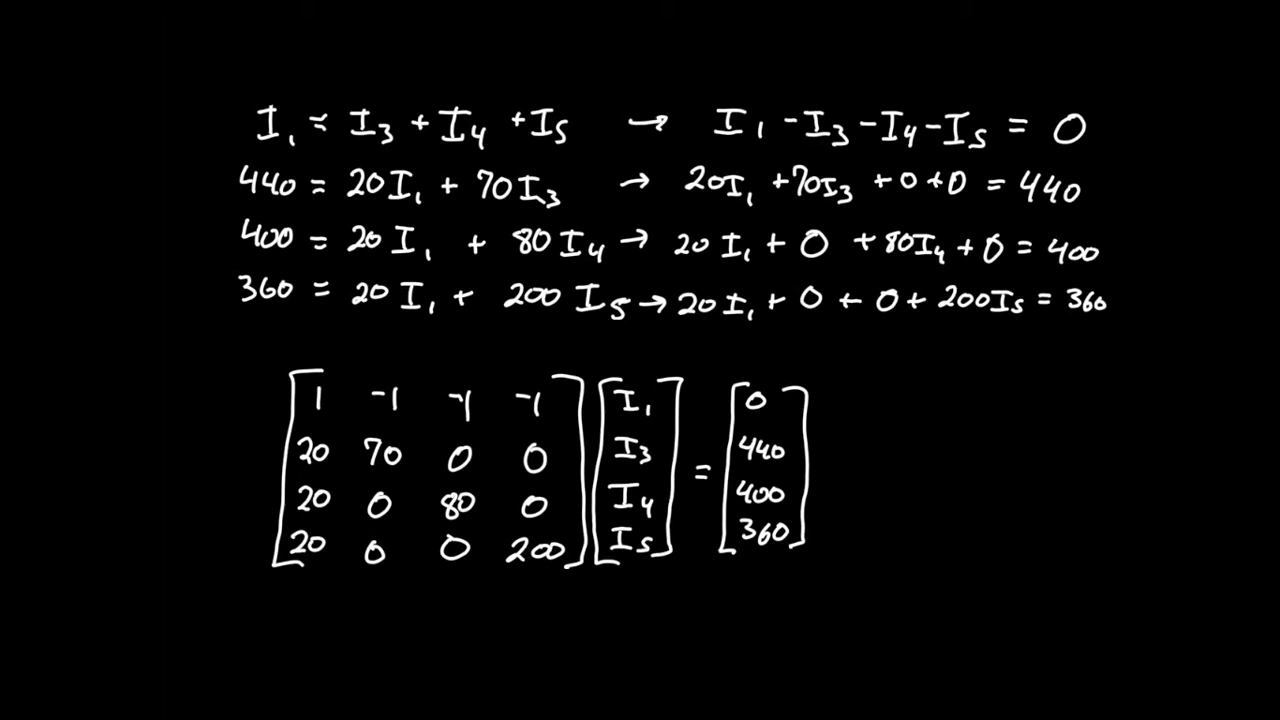 I₁ = I₃ + I₄ + I₅ → I₁ - I₃ - I₄ - I₅ = 0
440 = 20I₁ + 70I₃ → 20I₁ + 70I₃ + 0 + 0 = 440
400 = 20I₁ + 80I₄ → 20I₁ + 0 + 80I₄ + 0 = 400
360 = 20I₁ + 200I₅ → 20I₁ + 0 + 0 + 200I₅ = 360
[1 -1 -1 -1] [I₁] = [0]
[20 70 0 0] [I₃] [440]
[20 0 80 0] [I₄] [400]
[20 0 0 200] [I₅] [360]